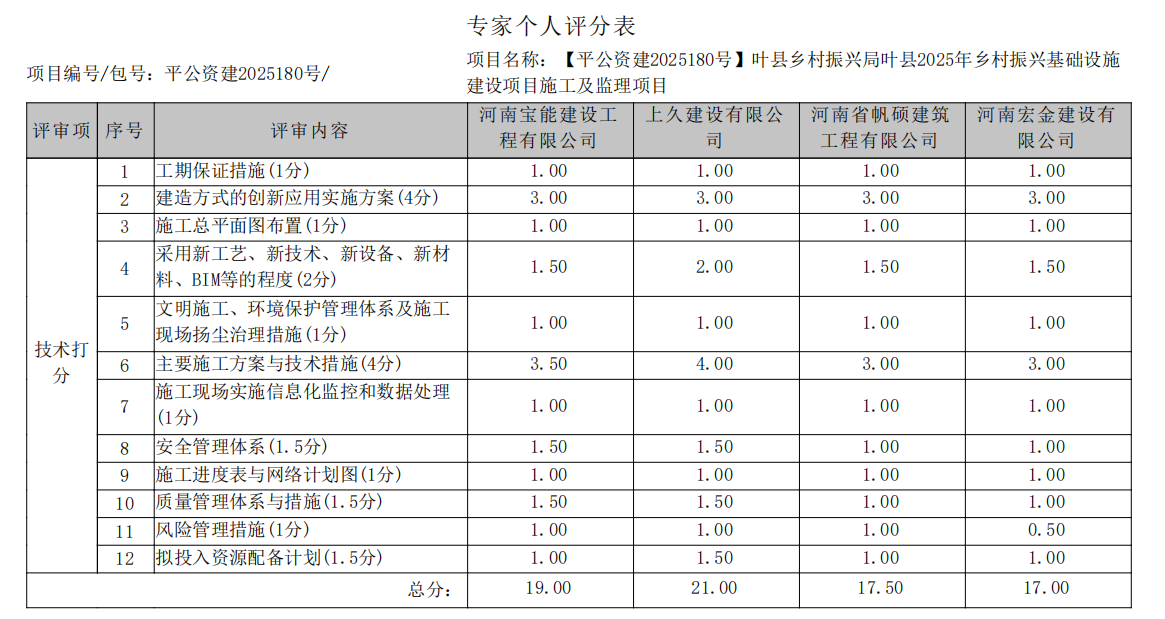 专家个人评分表
项目编号/包号: 平公资建2025180号/
项目名称: 【平公资建2025180号】叶县乡村振兴局叶县2025年乡村振兴基础设施
建设项目施工及监理项目
评审项 序号 评审内容 河南宝能建设工 上久建设有限公 河南省帆硕建筑 河南宏金建设有
程有限公司 司 工程有限公司 限公司
1 工期保证措施(1分) 1.00 1.00 1.00 1.00
2 建造方式的创新应用实施方案(4分) 3.00 3.00 3.00 3.00
3 施工总平面图布置(1分) 1.00 1.00 1.00 1.00
4 采用新工艺、新技术、新设备、新材 1.50 2.00 1.50 1.50
料、BIM等的程度(2分)
5 文明施工、环境保护管理体系及施工 1.00 1.00 1.00 1.00
现场扬尘治理措施(1分)
技术打
分
6 主要施工方案与技术措施(4分) 3.50 4.00 3.00 3.00
7 施工现场实施信息化监控和数据处理 1.00 1.00 1.00 1.00
(1分)
8 安全管理体系(1.5分) 1.50 1.50 1.00 1.00
9 施工进度表与网络计划图(1分) 1.00 1.00 1.00 1.00
10 质量管理体系与措施(1.5分) 1.50 1.50 1.00 1.00
11 风险管理措施(1分) 1.00 1.00 1.00 0.50
12 拟投入资源配备计划(1.5分) 1.00 1.50 1.00 1.00
总分: 19.00 21.00 17.50 17.00